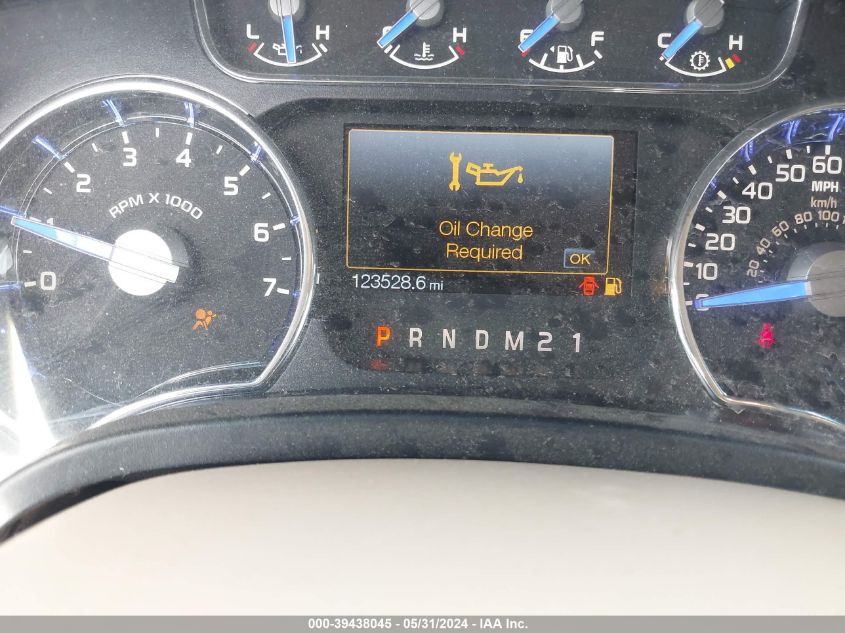 L H
C H
E F
C H
0 1 2 3 4 5 6 7
RPM X 1000
Oil Change
Required
OK
123528.6 mi
P R N D M 2 1
0 10 20 30 40 50 60
MPH
km/h
20 40 60 80 100
000-39438045 - 05/31/2024 - IAA Inc.